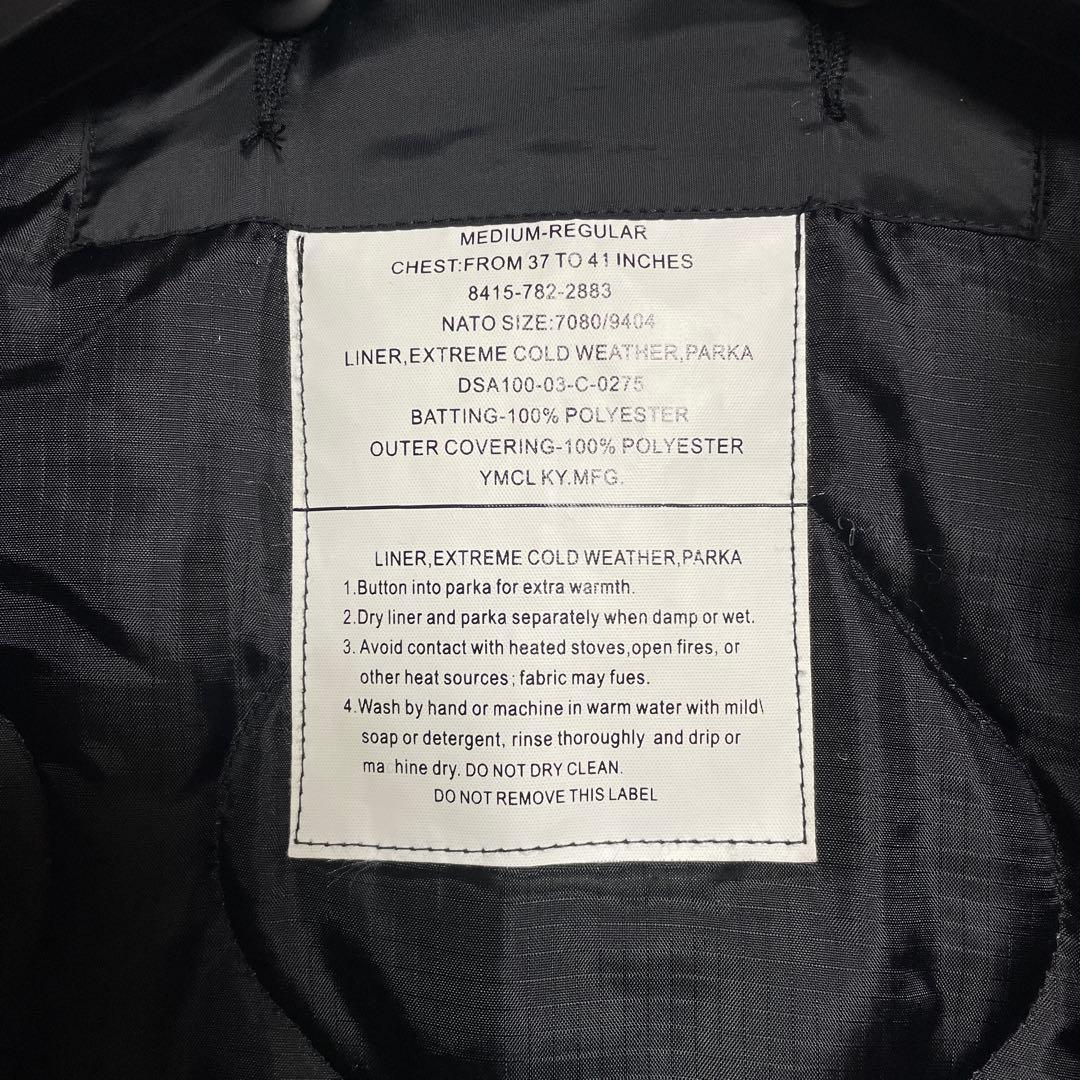 MEDIUM-REGULAR
CHEST:FROM 37 TO 41 INCHES
8415-782-2883
NATO SIZE:7080/9404
LINER,EXTREME COLD WEATHER,PARKA
DSA100-03-C-0275
BATTING-100% POLYESTER
OUTER COVERING-100% POLYESTER
YMCL KY.MFG.
LINER,EXTREME COLD WEATHER,PARKA
1.Button into parka for extra warmth.
2.Dry liner and parka separately when damp or wet.
3. Avoid contact with heated stoves,open fires, or
other heat sources; fabric may fues.
4.Wash by hand or machine in warm water with mild\
soap or detergent, rinse thoroughly and drip or
ma hine dry. DO NOT DRY CLEAN.
DO NOT REMOVE THIS LABEL